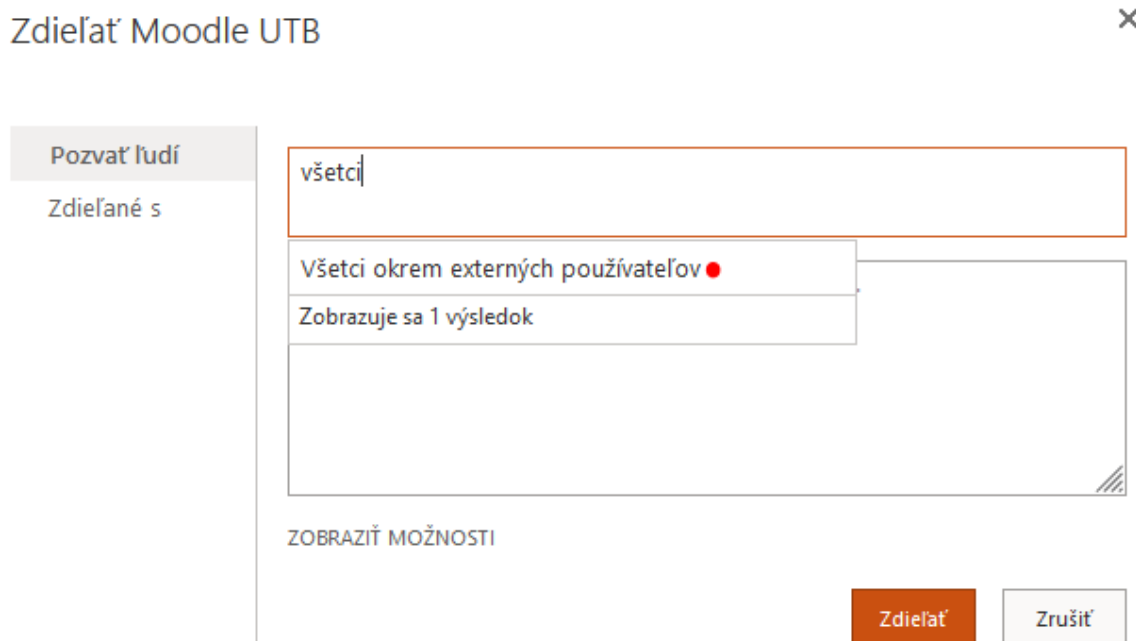 Zdieľať Moodle UTB
Pozvať ľudí
Zdieľané s
všetci
Všetci okrem externých používateľov
Zobrazuje sa 1 výsledok
ZOBRAZIŤ MOŽNOSTI
Zdieľať
Zrušiť